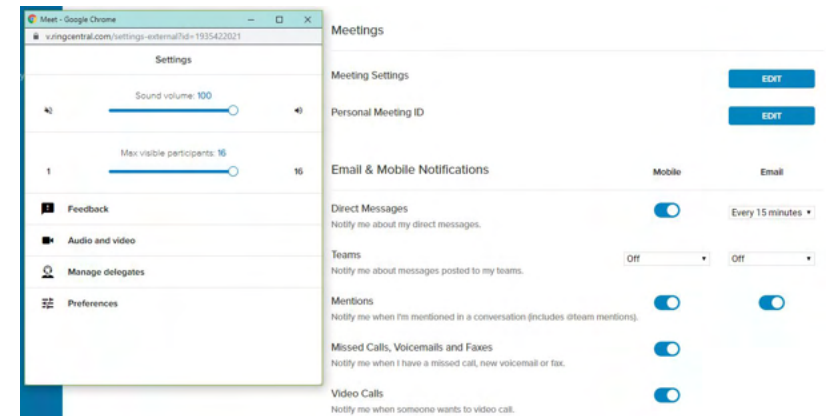 Meet - Google Chrome
v.ringcentral.com/settings-external?id=1935422021
Settings
Sound volume: 100
Max visible participants: 16
1
16
Feedback
Audio and video
Manage delegates
Preferences
Meetings
Meeting Settings
EDIT
Personal Meeting ID
EDIT
Email & Mobile Notifications
Mobile
Email
Direct Messages
Every 15 minutes
Notify me about my direct messages.
Teams
Off
Off
Notify me about messages posted to my teams.
Mentions
Notify me when I'm mentioned in a conversation (includes @team mentions).
Missed Calls, Voicemails and Faxes
Notify me when I have a missed call, new voicemail or fax.
Video Calls
Notify me when someone wants to video call.